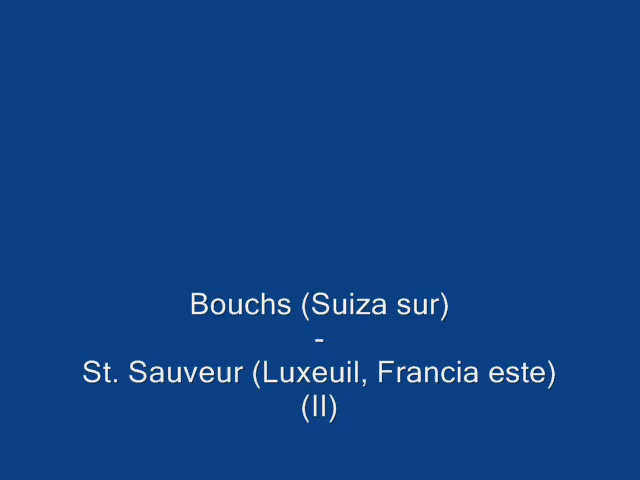 Bouchs (Suiza sur)
-
St. Sauveur (Luxeuil, Francia este)
(II)